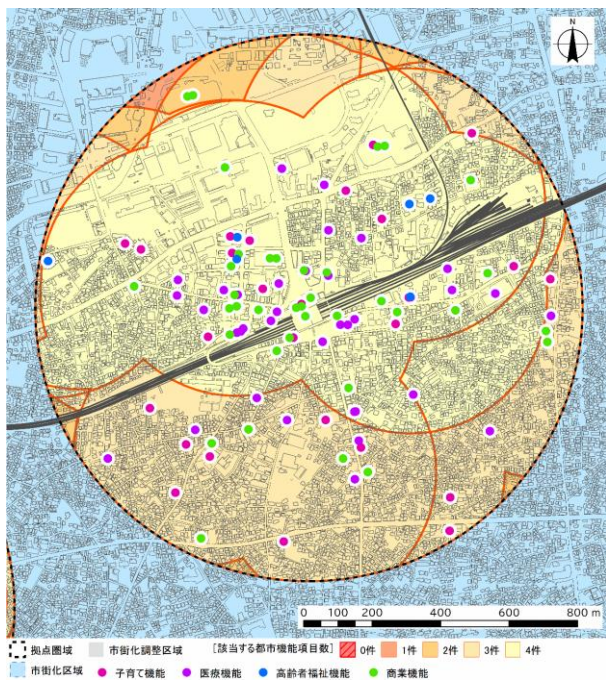 N
0 100 200 400 600 800 m
拠点圏域 市街化調整区域 [該当する都市機能項目数] 0件 1件 2件 3件 4件
市街化区域 子育て機能 医療機能 高齢者福祉機能 商業機能